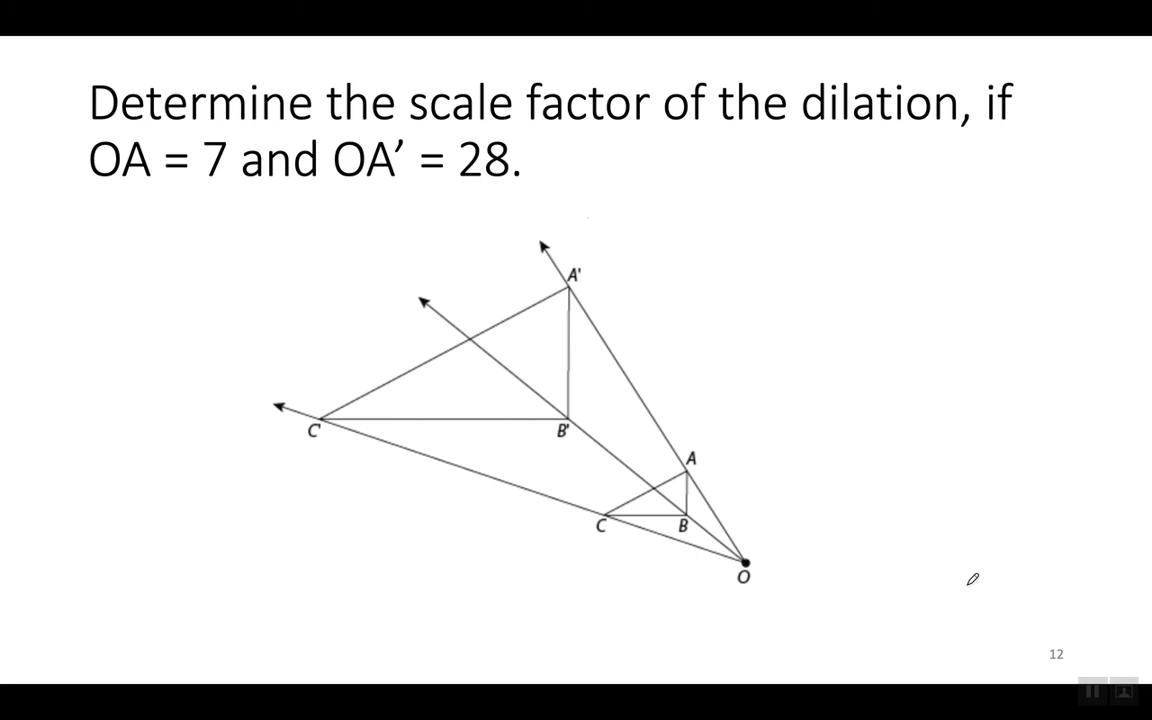 Determine the scale factor of the dilation, if
OA = 7 and OA’ = 28.
A'
C'
B'
A
C
B
O
12